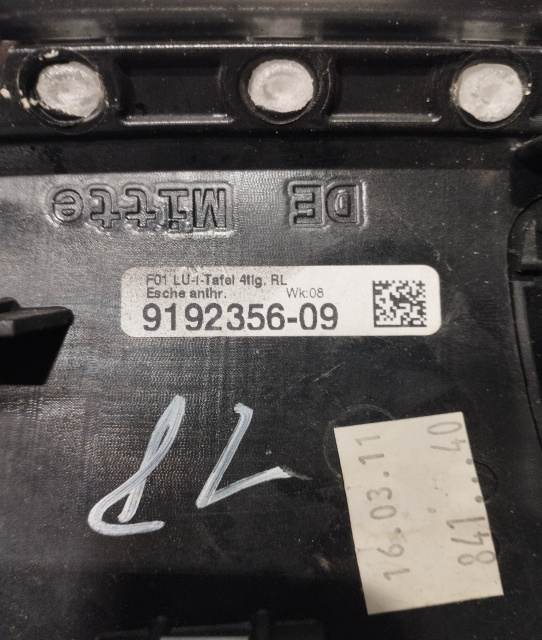 DE Mitte
F01 LU-I-Tafel 4tlg. RL
Esche anthr. Wk:08
9192356-09
16.03.11
841...40